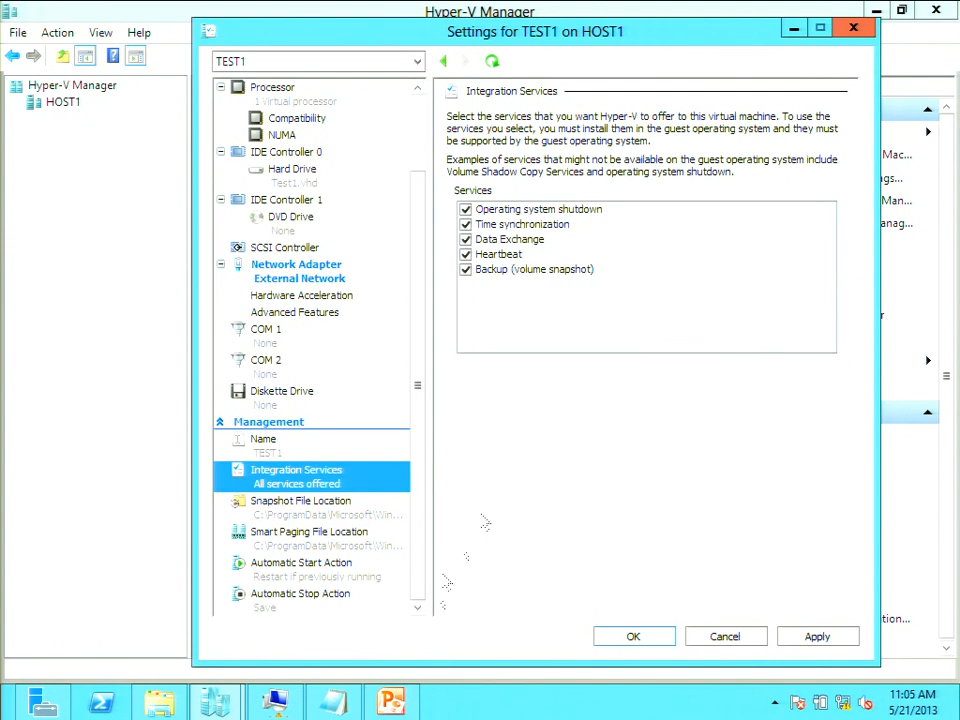 Hyper-V Manager
File Action View Help
Hyper-V Manager
HOST1
Settings for TEST1 on HOST1
TEST1
Processor
1 Virtual processor
Compatibility
NUMA
IDE Controller 0
Hard Drive
Test1.vhd
IDE Controller 1
DVD Drive
None
SCSI Controller
Network Adapter
External Network
Hardware Acceleration
Advanced Features
COM 1
None
COM 2
None
Diskette Drive
None
Management
Name
TEST1
Integration Services
All services offered
Snapshot File Location
C:\ProgramData\Microsoft\Win...
Smart Paging File Location
C:\ProgramData\Microsoft\Win...
Automatic Start Action
Restart if previously running
Automatic Stop Action
Save
Integration Services
Select the services that you want Hyper-V to offer to this virtual machine. To use the
services you select, you must install them in the guest operating system and they must
be supported by the guest operating system.
Examples of services that might not be available on the guest operating system include
Volume Shadow Copy Services and operating system shutdown.
Services
Operating system shutdown
Time synchronization
Data Exchange
Heartbeat
Backup (volume snapshot)
OK Cancel Apply
Mac...
gs...
Man...
anag...
r
tion...
11:05 AM
5/21/2013